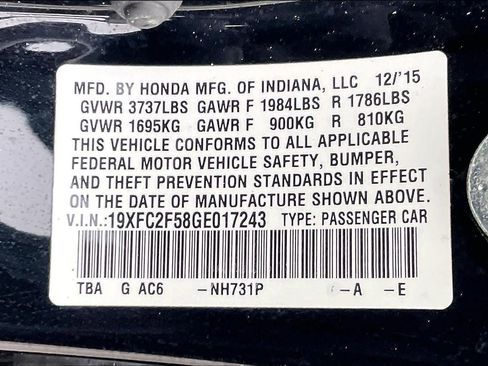 MFD. BY HONDA MFG. OF INDIANA, LLC 12/'15
GVWR 3737LBS GAWR F 1984LBS R 1786LBS
GVWR 1695KG GAWR F 900KG R 810KG
THIS VEHICLE CONFORMS TO ALL APPLICABLE
FEDERAL MOTOR VEHICLE SAFETY, BUMPER,
AND THEFT PREVENTION STANDARDS IN EFFECT
ON THE DATE OF MANUFACTURE SHOWN ABOVE.
V.I.N.:19XFC2F58GE017243 TYPE: PASSENGER CAR
TBA G AC6 -NH731P -A -E